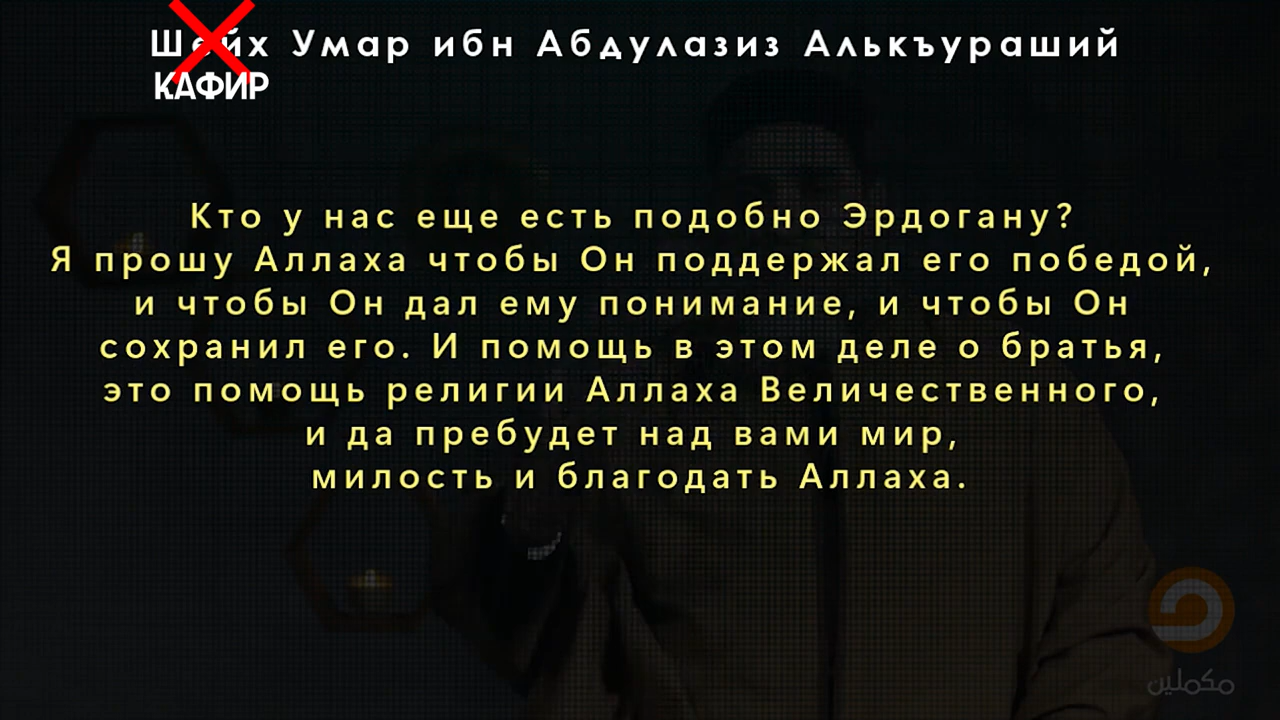 Шейх Умар ибн Абдулазиз Алькъураший
КАФИР
Кто у нас еще есть подобно Эрдогану?
Я прошу Аллаха чтобы Он поддержал его победой,
и чтобы Он дал ему понимание, и чтобы Он
сохранил его. И помощь в этом деле о братья,
это помощь религии Аллаха Величественного,
и да пребудет над вами мир,
милость и благодать Аллаха.
مكملين